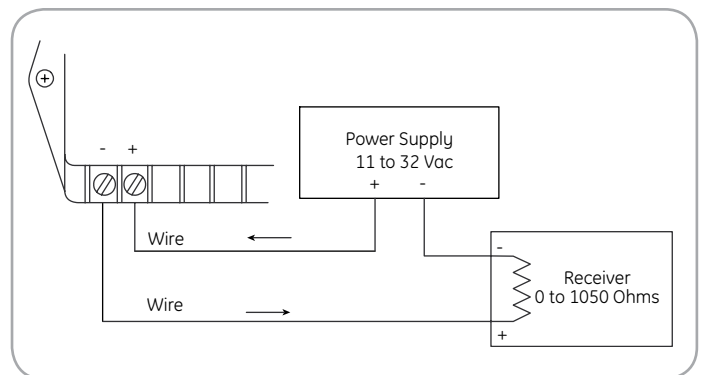 - +
Power Supply
11 to 32 Vac
+ -
Wire
Wire
-
Receiver
0 to 1050 Ohms
+